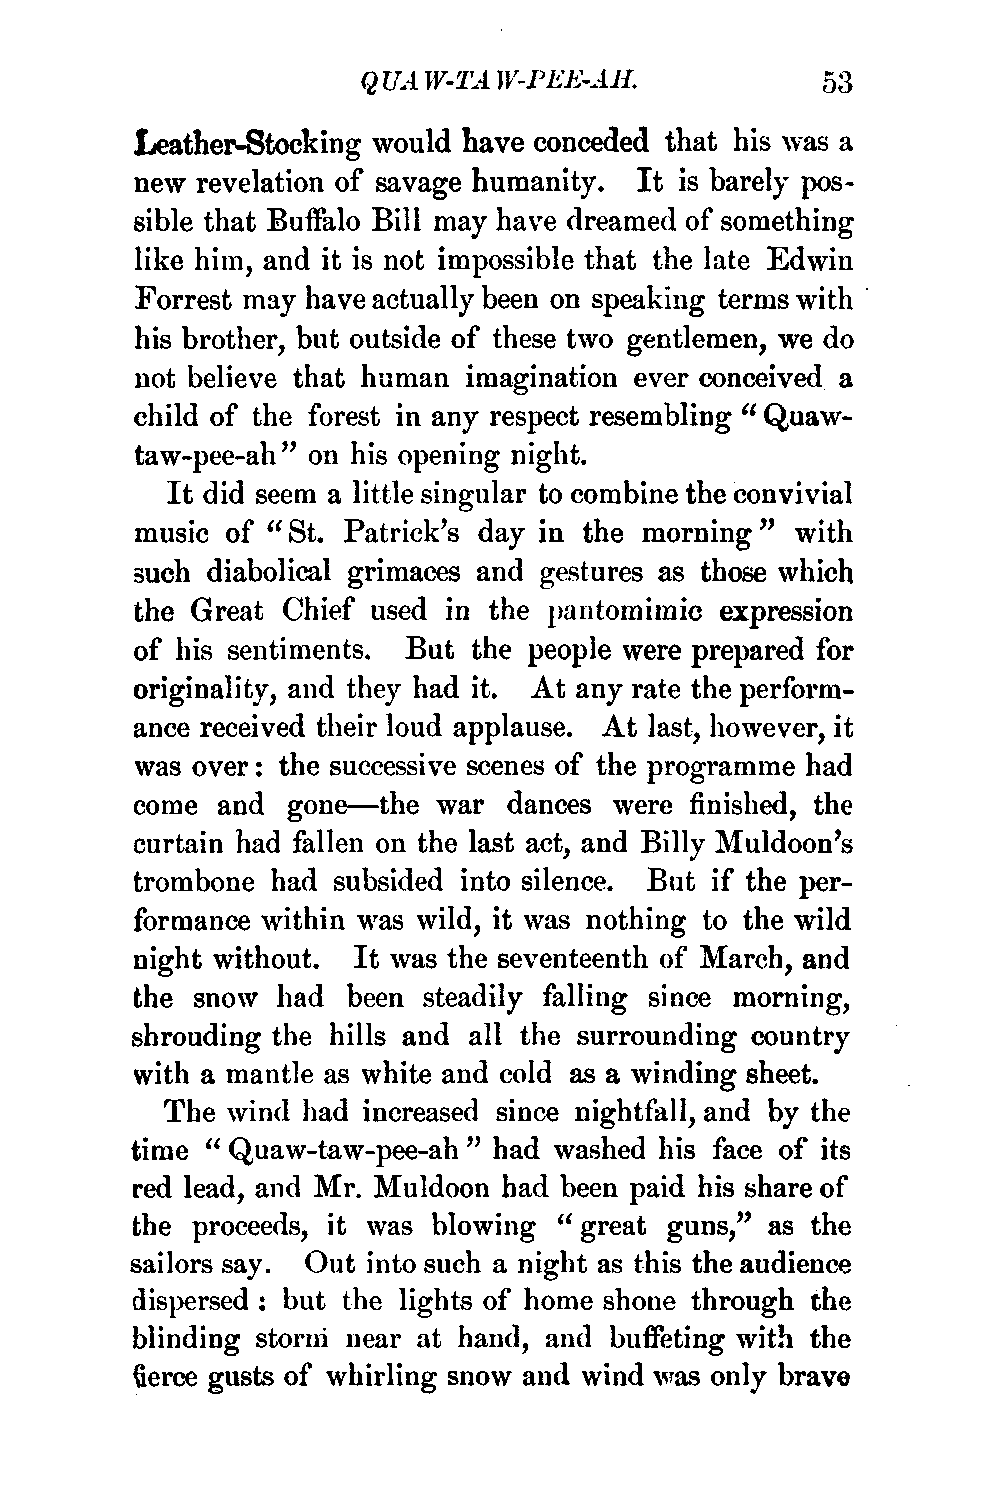 QUAW-TAW-PEE-AH. 53
Leather-Stocking would have conceded that his was a
new revelation of savage humanity. It is barely pos-
sible that Buffalo Bill may have dreamed of something
like him, and it is not impossible that the late Edwin
Forrest may have actually been on speaking terms with
his brother, but outside of these two gentlemen, we do
not believe that human imagination ever conceived a
child of the forest in any respect resembling “Quaw-
taw-pee-ah” on his opening night.
It did seem a little singular to combine the convivial
music of “St. Patrick’s day in the morning” with
such diabolical grimaces and gestures as those which
the Great Chief used in the pantomimic expression
of his sentiments. But the people were prepared for
originality, and they had it. At any rate the perform-
ance received their loud applause. At last, however, it
was over: the successive scenes of the programme had
come and gone—the war dances were finished, the
curtain had fallen on the last act, and Billy Muldoon’s
trombone had subsided into silence. But if the per-
formance within was wild, it was nothing to the wild
night without. It was the seventeenth of March, and
the snow had been steadily falling since morning,
shrouding the hills and all the surrounding country
with a mantle as white and cold as a winding sheet.
The wind had increased since nightfall, and by the
time “Quaw-taw-pee-ah” had washed his face of its
red lead, and Mr. Muldoon had been paid his share of
the proceeds, it was blowing “great guns,” as the
sailors say. Out into such a night as this the audience
dispersed: but the lights of home shone through the
blinding storm near at hand, and buffeting with the
fierce gusts of whirling snow and wind was only brave